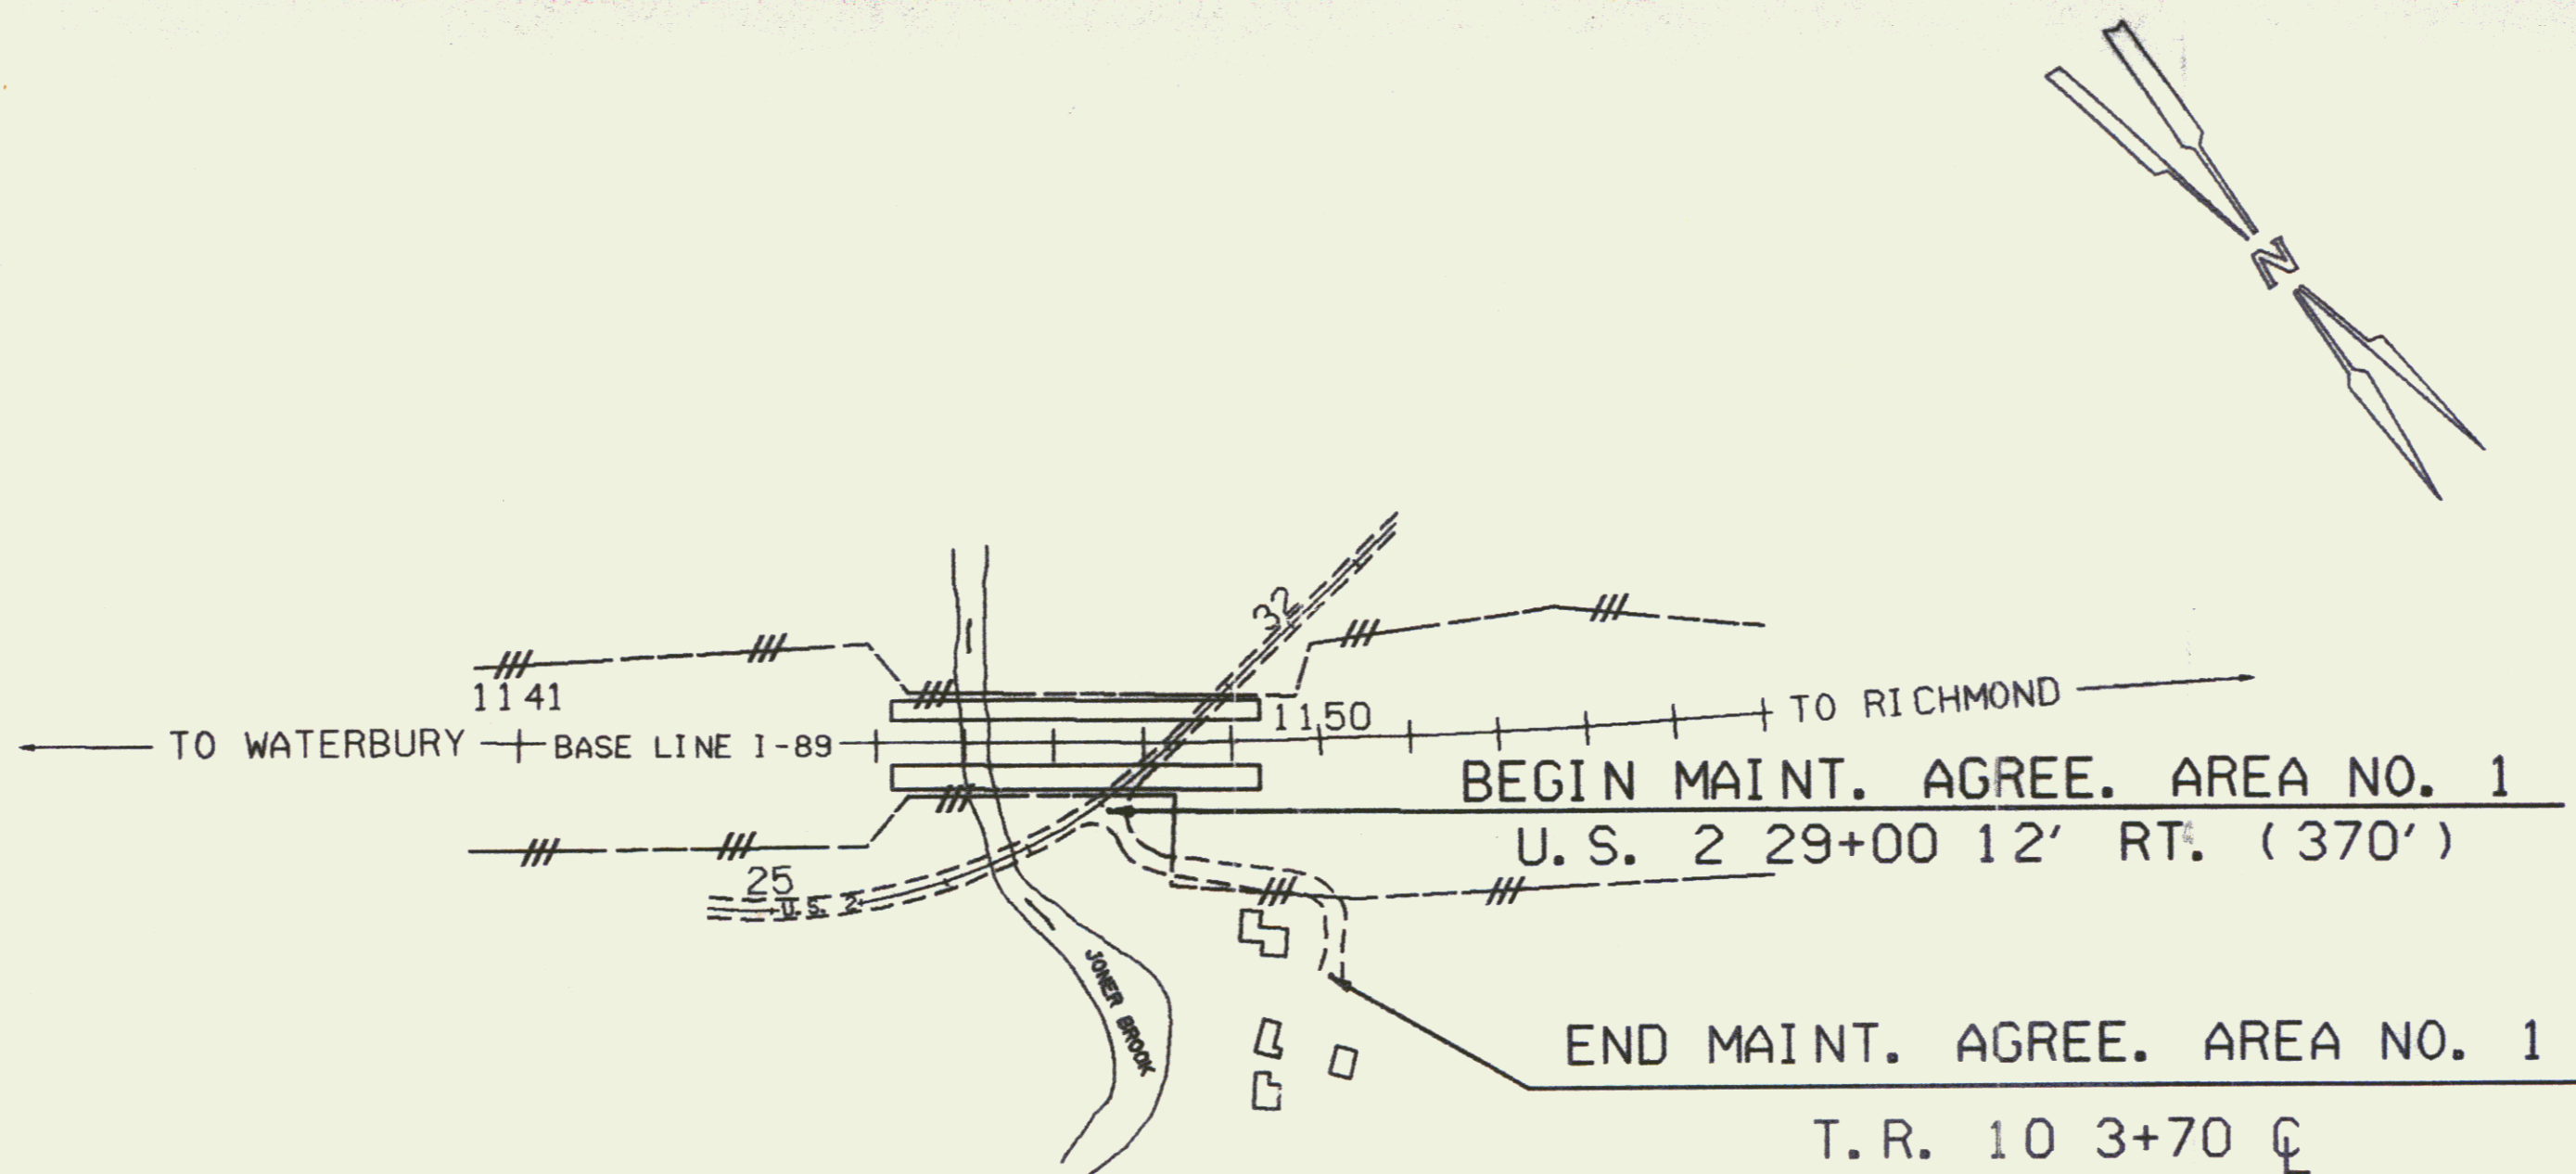 N
32
1141
1150
TO RICHMOND
TO WATERBURY
BASE LINE I-89
BEGIN MAINT. AGREE. AREA NO. 1
U.S. 2 29+00 12' RT. (370')
25
U.S. 2
JONER BROOK
END MAINT. AGREE. AREA NO. 1
T.R. 10 3+70 ℄